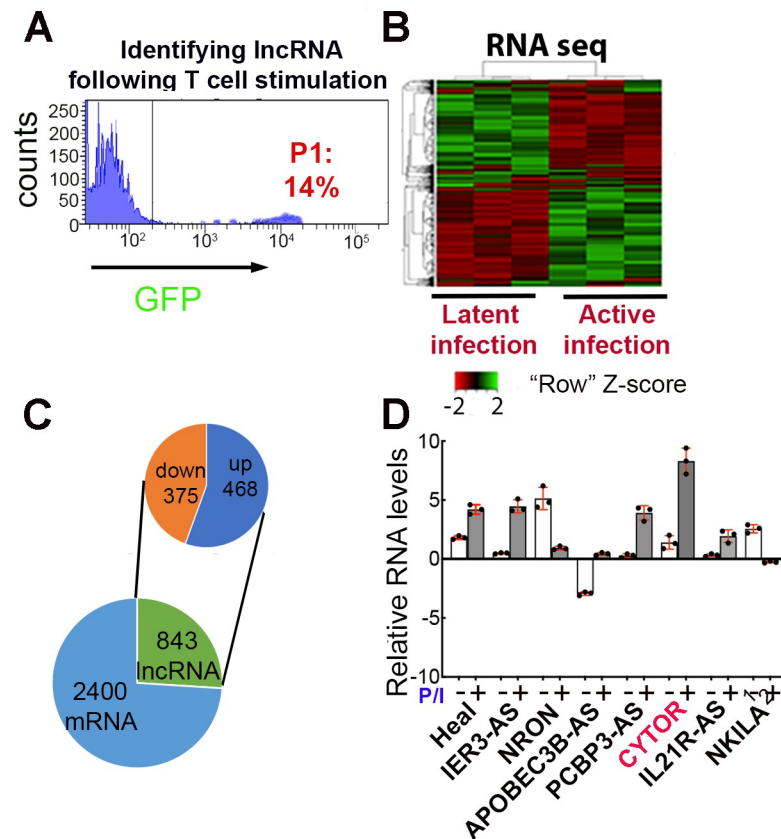 A
Identifying lncRNA
following T cell stimulation
counts
250
200
150
100
50
0
P1:
14%
10² 10³ 10⁴ 10⁵
GFP
B
RNA seq
Latent
infection
Active
infection
-2 2
“Row” Z-score
C
down
375
up
468
843
lncRNA
2400
mRNA
D
Relative RNA levels
10
5
0
-5
-10
P/I - + - + - + - + - + - + - +
Heal
IER3-AS
NRON
APOBEC3B-AS
PCBP3-AS
CYTOR
IL21R-AS
NKILA